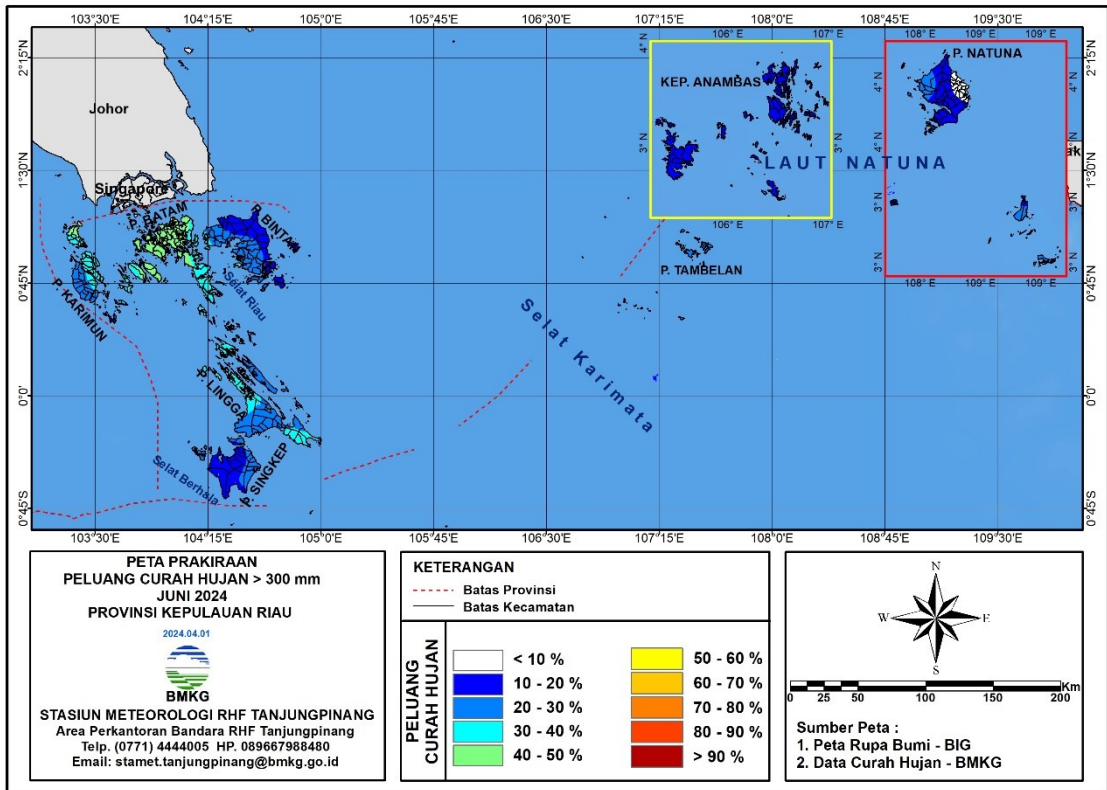 103°30'E 104°15'E 105°0'E 105°45'E 106°30'E 107°15'E 108°0'E 108°45'E 109°30'E
2°15'N 2°15'N
1°30'N 1°30'N
0°45'N 0°45'N
0°0' 0°0'
0°45'S 0°45'S
Johor
Singapore
P. BATAM
P. BINTAN
P. KARIMUN
Selat Riau
P. LINGGA
Selat Berhala
P. SINGKEP
106° E 107° E
4° N
KEP. ANAMBAS
4° N
3° N 3° N
106° E 107° E
LAUT NATUNA
108° E 109° E 109° E
P. NATUNA
4° N 4° N
4° N 4° N
3° N 3° N
3° N 3° N
108° E 109° E 109° E
ak
P. TAMBELAN
Selat Karimata
103°30'E 104°15'E 105°0'E 105°45'E 106°30'E 107°15'E 108°0'E 108°45'E 109°30'E
PETA PRAKIRAAN
PELUANG CURAH HUJAN > 300 mm
JUNI 2024
PROVINSI KEPULAUAN RIAU
2024.04.01
BMKG
STASIUN METEOROLOGI RHF TANJUNGPINANG
Area Perkantoran Bandara RHF Tanjungpinang
Telp. (0771) 4444005 HP. 089667988480
Email: stamet.tanjungpinang@bmkg.go.id
KETERANGAN
Batas Provinsi
Batas Kecamatan
PELUANG
CURAH HUJAN
< 10 %
10 - 20 %
20 - 30 %
30 - 40 %
40 - 50 %
50 - 60 %
60 - 70 %
70 - 80 %
80 - 90 %
> 90 %
N
W E
S
Km
0 25 50 100 150 200
Sumber Peta :
1. Peta Rupa Bumi - BIG
2. Data Curah Hujan - BMKG